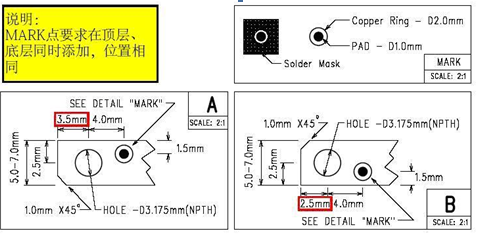 说明:
MARK点要求在顶层、
底层同时添加，位置相
同
Copper Ring - D2.0mm
PAD - D1.0mm
Solder Mask
MARK
SCALE: 2:1
SEE DETAIL "MARK"
A
SCALE: 2:1
3.5mm 4.0mm
5.0-7.0mm
2.5mm
1.5mm
1.0mm X45°
HOLE -D3.175mm(NPTH)
1.0mm X45°
HOLE -D3.175mm(NPTH)
5.0-7.0mm
2.5mm
1.5mm
2.5mm 4.0mm
SEE DETAIL "MARK"
B
SCALE: 2:1